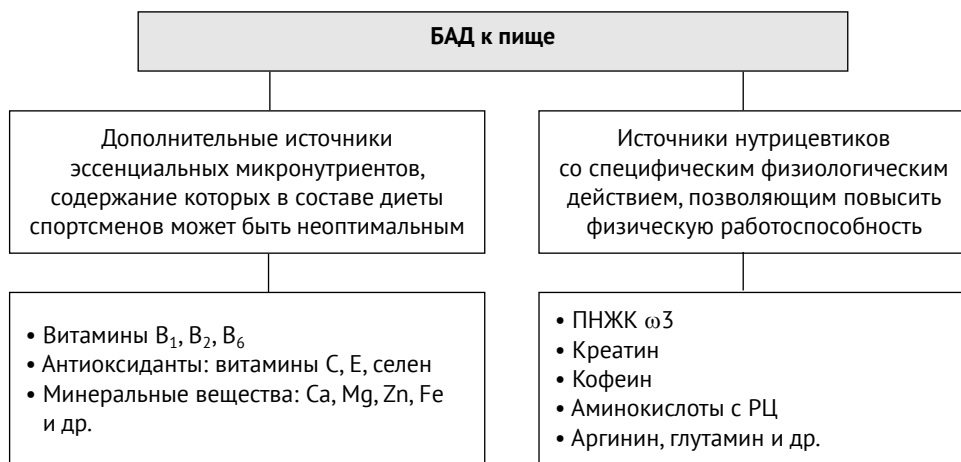 БАД к пище
Дополнительные источники
эссенциальных микронутриентов,
содержание которых в составе диеты
спортсменов может быть неоптимальным
Источники нутрицевтиков
со специфическим физиологическим
действием, позволяющим повысить
физическую работоспособность
• Витамины B₁, B₂, B₆
• Антиоксиданты: витамины C, E, селен
• Минеральные вещества: Ca, Mg, Zn, Fe
и др.
• ПНЖК ω3
• Креатин
• Кофеин
• Аминокислоты с РЦ
• Аргинин, глутамин и др.